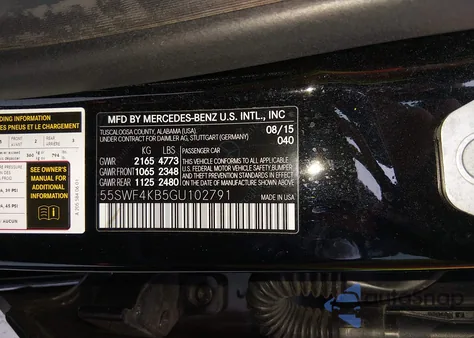 DING INFORMATION
ES PNEUS ET LE CHARGEMENT
SEE OWNER'S
MANUAL FOR
ADDITIONAL
INFORMATION
AUCUN
MFD BY MERCEDES-BENZ U.S. INTL., INC
TUSCALOOSA COUNTY, ALABAMA (USA) 08/15
UNDER CONTRACT FOR DAIMLER AG, STUTTGART (GERMANY) 040
KG LBS PASSENGER CAR
GVWR 2165 4773 THIS VEHICLE CONFORMS TO ALL APPLICABLE
GAWR FRONT 1065 2348 U.S. FEDERAL MOTOR VEHICLE SAFETY, BUMPER, AND
GAWR REAR 1125 2480 THEFT PREVENTION STANDARDS IN EFFECT ON THE DATE OF MANUFACTURE SHOWN ABOVE.
55SWF4KB5GU102791
AutoSnap